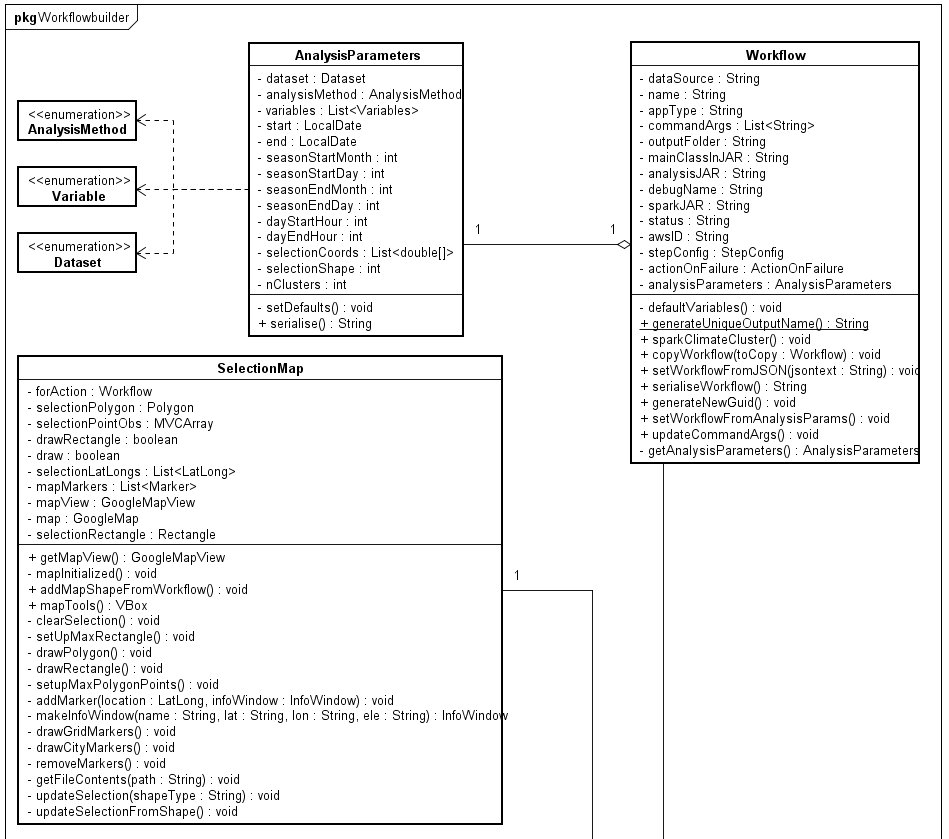 pkg Workflowbuilder
<<enumeration>>
AnalysisMethod
<<enumeration>>
Variable
<<enumeration>>
Dataset
AnalysisParameters
- dataset : Dataset
- analysisMethod : AnalysisMethod
- variables : List<Variables>
- start : LocalDate
- end : LocalDate
- seasonStartMonth : int
- seasonStartDay : int
- seasonEndMonth : int
- seasonEndDay : int
- dayStartHour : int
- dayEndHour : int
- selectionCoords : List<double[]>
- selectionShape : int
- nClusters : int
- setDefaults() : void
+ serialise() : String
1
1
Workflow
- dataSource : String
- name : String
- appType : String
- commandArgs : List<String>
- outputFolder : String
- mainClassInJAR : String
- analysisJAR : String
- debugName : String
- sparkJAR : String
- status : String
- awsID : String
- stepConfig : StepConfig
- actionOnFailure : ActionOnFailure
- analysisParameters : AnalysisParameters
- defaultVariables() : void
+ generateUniqueOutputName() : String
+ sparkClimateCluster() : void
+ copyWorkflow(toCopy : Workflow) : void
+ setWorkflowFromJSON(jsontext : String) : void
+ serialiseWorkflow() : String
+ generateNewGuid() : void
+ setWorkflowFromAnalysisParams() : void
+ updateCommandArgs() : void
- getAnalysisParameters() : AnalysisParameters
SelectionMap
- forAction : Workflow
- selectionPolygon : Polygon
- selectionPointObs : MVCArray
- drawRectangle : boolean
- draw : boolean
- selectionLatLongs : List<LatLong>
- mapMarkers : List<Marker>
- mapView : GoogleMapView
- map : GoogleMap
- selectionRectangle : Rectangle
+ getMapView() : GoogleMapView
- mapInitialized() : void
+ addMapShapeFromWorkflow() : void
+ mapTools() : VBox
- clearSelection() : void
- setUpMaxRectangle() : void
- drawPolygon() : void
- drawRectangle() : void
- setupMaxPolygonPoints() : void
- addMarker(location : LatLong, infoWindow : InfoWindow) : void
- makeInfoWindow(name : String, lat : String, lon : String, ele : String) : InfoWindow
- drawGridMarkers() : void
- drawCityMarkers() : void
- removeMarkers() : void
- getFileContents(path : String) : void
- updateSelection(shapeType : String) : void
- updateSelectionFromShape() : void
1